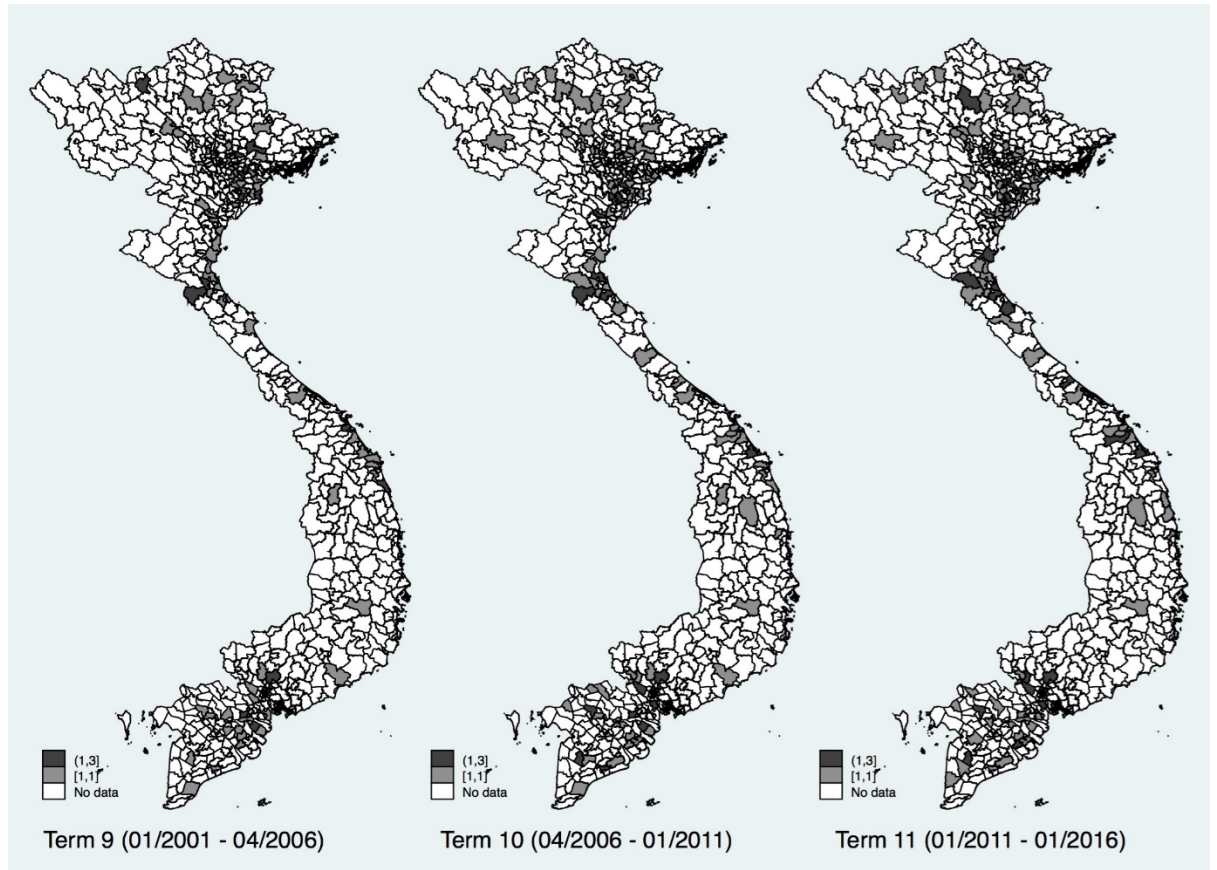 (1,3]
[1,1]
No data
Term 9 (01/2001 - 04/2006)
(1,3]
[1,1]
No data
Term 10 (04/2006 - 01/2011)
(1,3]
[1,1]
No data
Term 11 (01/2011 - 01/2016)